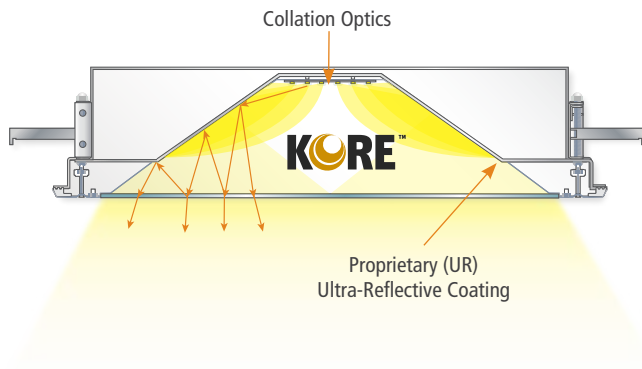 Collation Optics
KORE™
Proprietary (UR)
Ultra-Reflective Coating